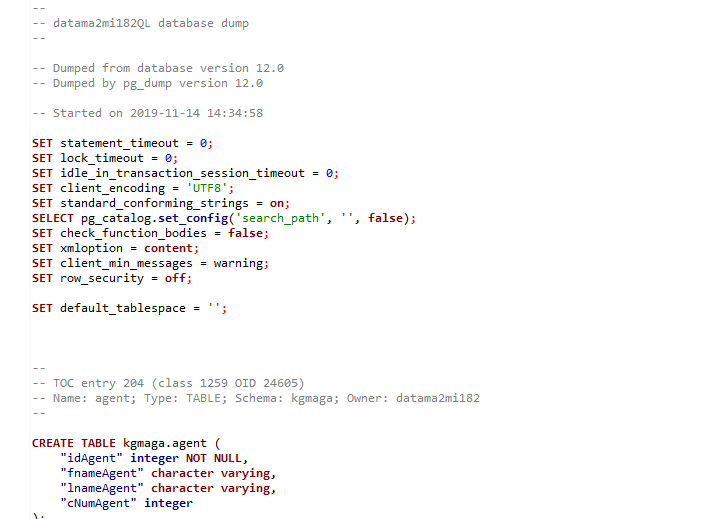 --
-- datama2mi182QL database dump
--
-- Dumped from database version 12.0
-- Dumped by pg_dump version 12.0
-- Started on 2019-11-14 14:34:58
SET statement_timeout = 0;
SET lock_timeout = 0;
SET idle_in_transaction_session_timeout = 0;
SET client_encoding = 'UTF8';
SET standard_conforming_strings = on;
SELECT pg_catalog.set_config('search_path', '', false);
SET check_function_bodies = false;
SET xmloption = content;
SET client_min_messages = warning;
SET row_security = off;
SET default_tablespace = '';
--
-- TOC entry 204 (class 1259 OID 24605)
-- Name: agent; Type: TABLE; Schema: kgmaga; Owner: datama2mi182
--
CREATE TABLE kgmaga.agent (
    "idAgent" integer NOT NULL,
    "fnameAgent" character varying,
    "lnameAgent" character varying,
    "cNumAgent" integer
);